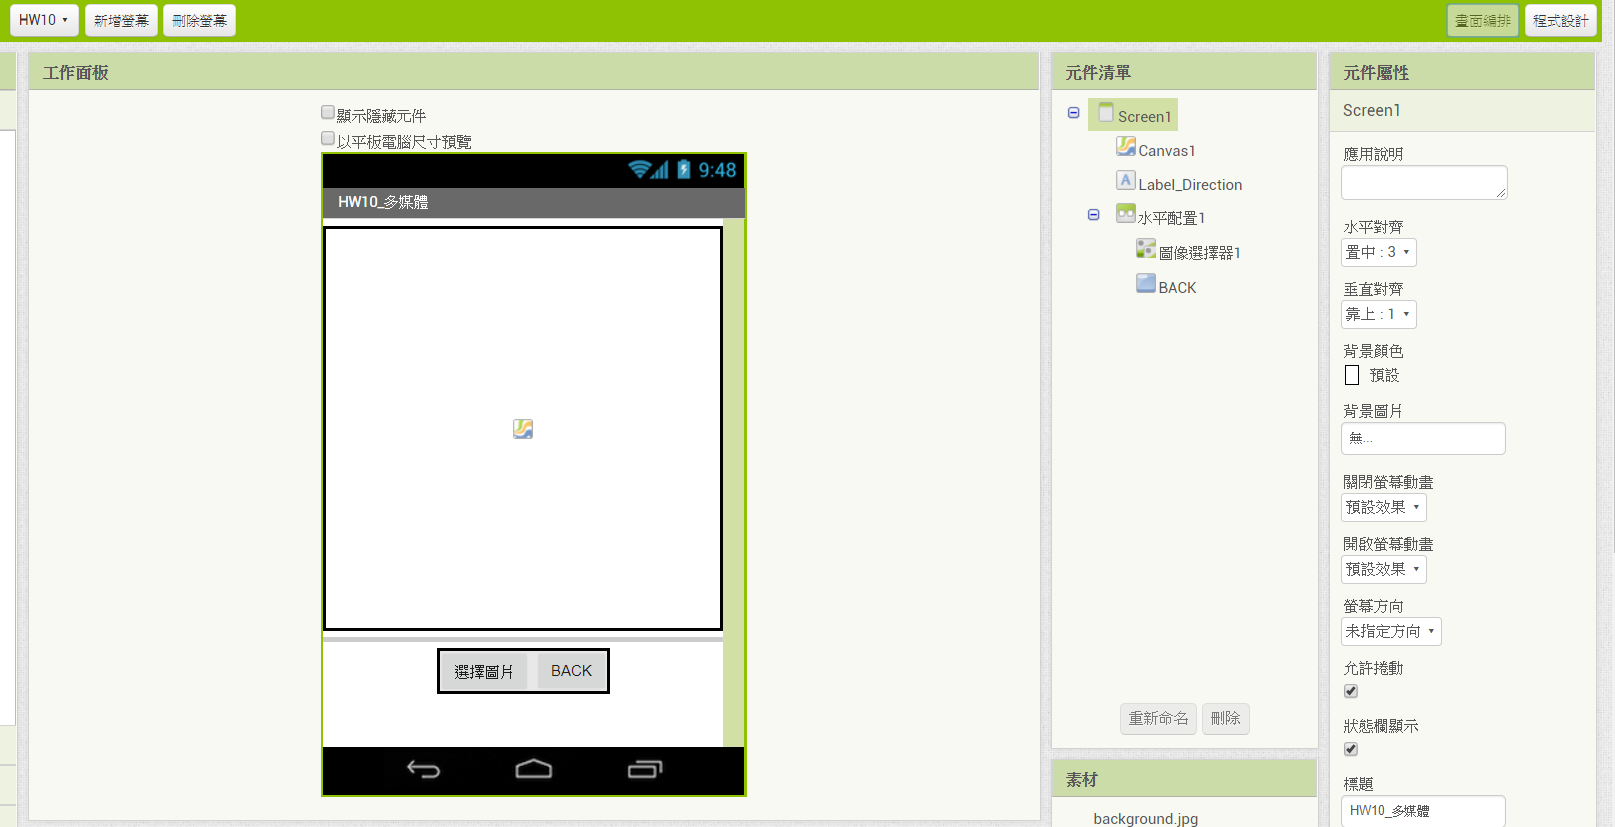 HW10
新增螢幕
刪除螢幕
畫面編排
程式設計
工作面板
顯示隱藏元件
以平板電腦尺寸預覽
9:48
HW10_多媒體
選擇圖片
BACK
元件清單
Screen1
Canvas1
A
Label_Direction
水平配置1
圖像選擇器1
BACK
重新命名
刪除
素材
background.jpg
元件屬性
Screen1
應用說明
水平對齊
置中 : 3
垂直對齊
靠上 : 1
背景顏色
預設
背景圖片
無...
關閉螢幕動畫
預設效果
開啟螢幕動畫
預設效果
螢幕方向
未指定方向
允許捲動
狀態欄顯示
標題
HW10_多媒體